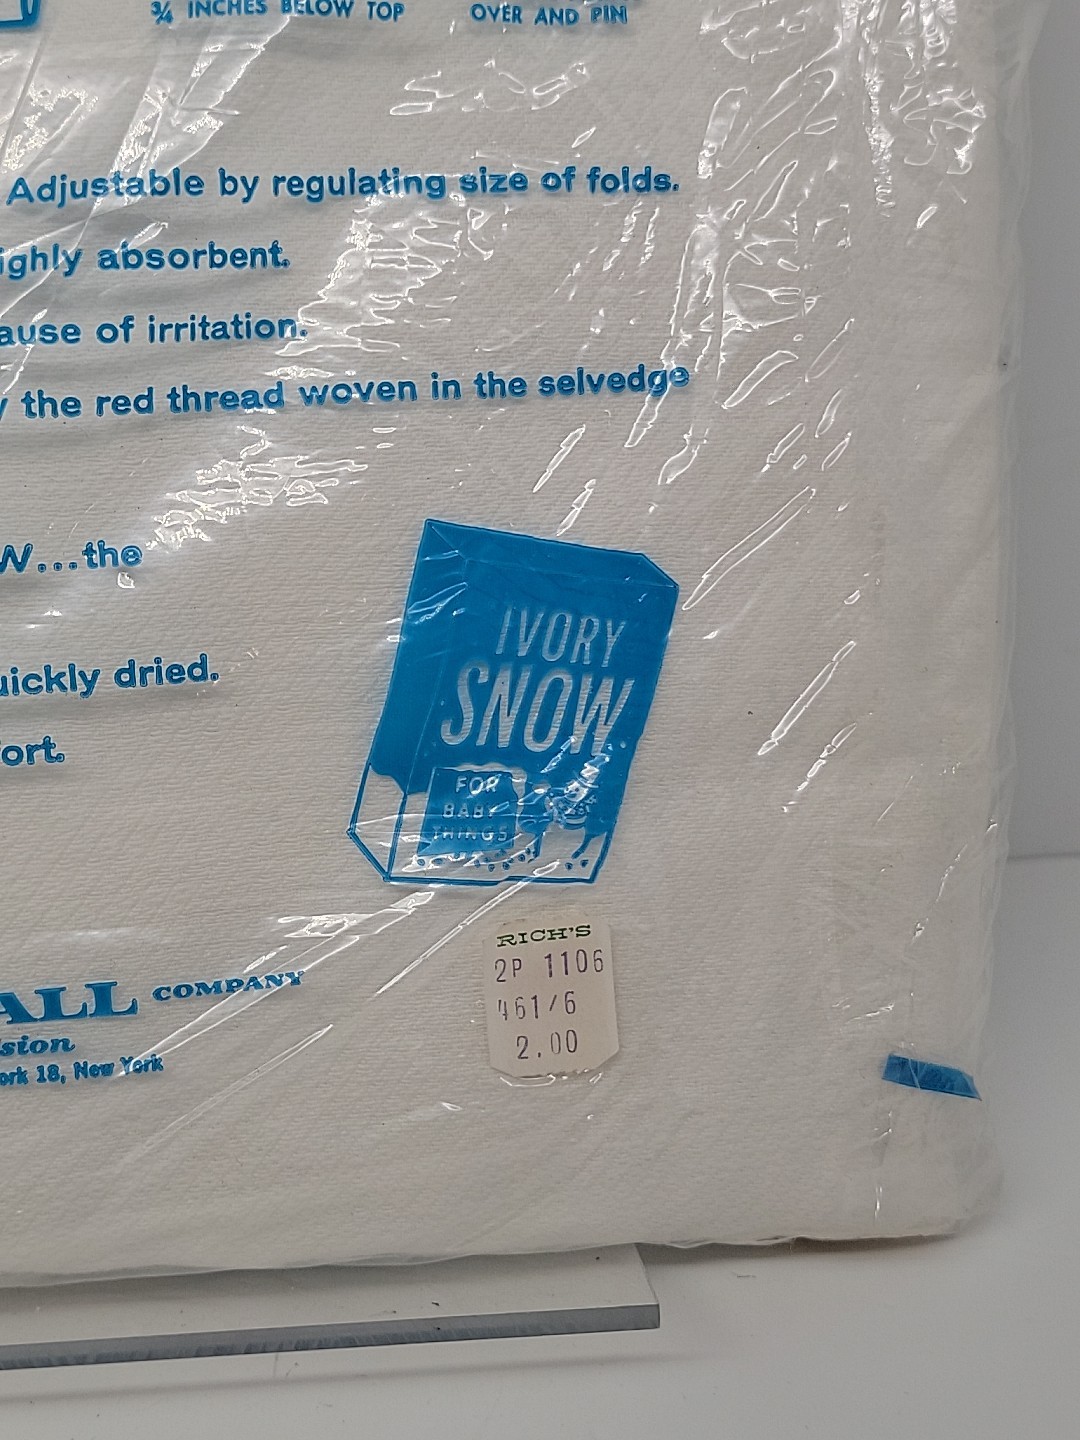 ¾ INCHES BELOW TOP
OVER AND PIN
Adjustable by regulating size of folds.
ighly absorbent.
ause of irritation.
y the red thread woven in the selvedge
W...the
uickly dried.
ort.
IVORY
SNOW
FOR
BABY
THINGS
RICH'S
2P 1106
461/6
2.00
ALL COMPANY
sion
ork 18, New York